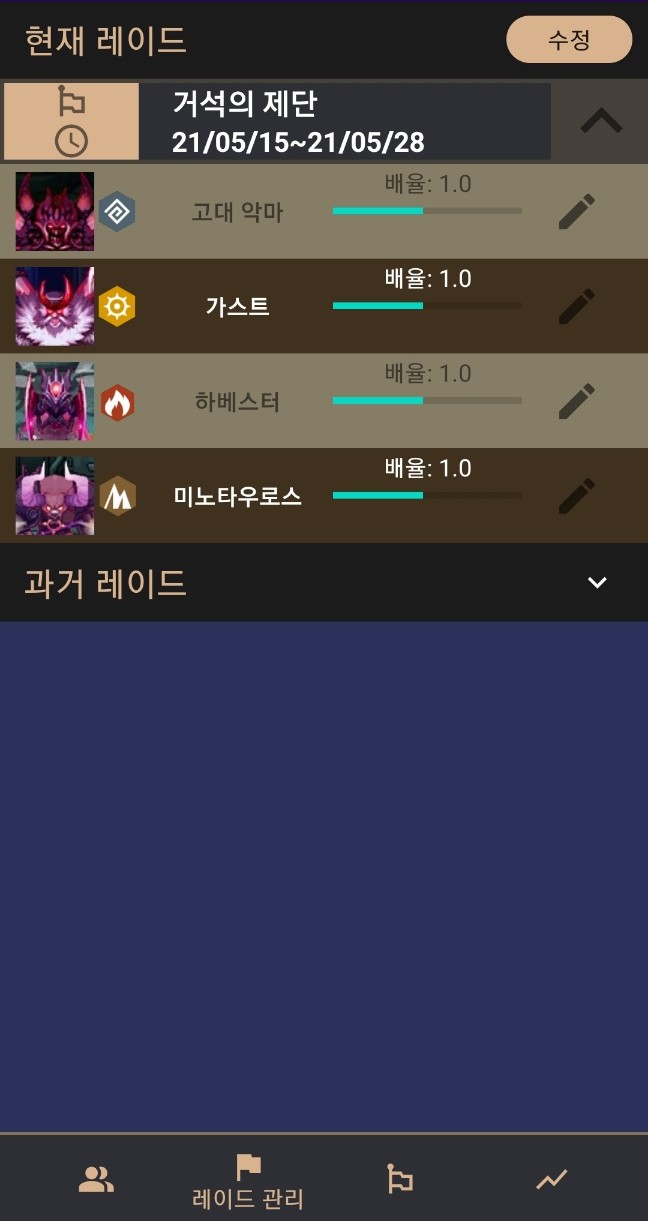 현재 레이드
수정
거석의 제단
21/05/15~21/05/28
배율: 1.0
고대 악마
배율: 1.0
가스트
배율: 1.0
하베스터
배율: 1.0
미노타우로스
과거 레이드
레이드 관리